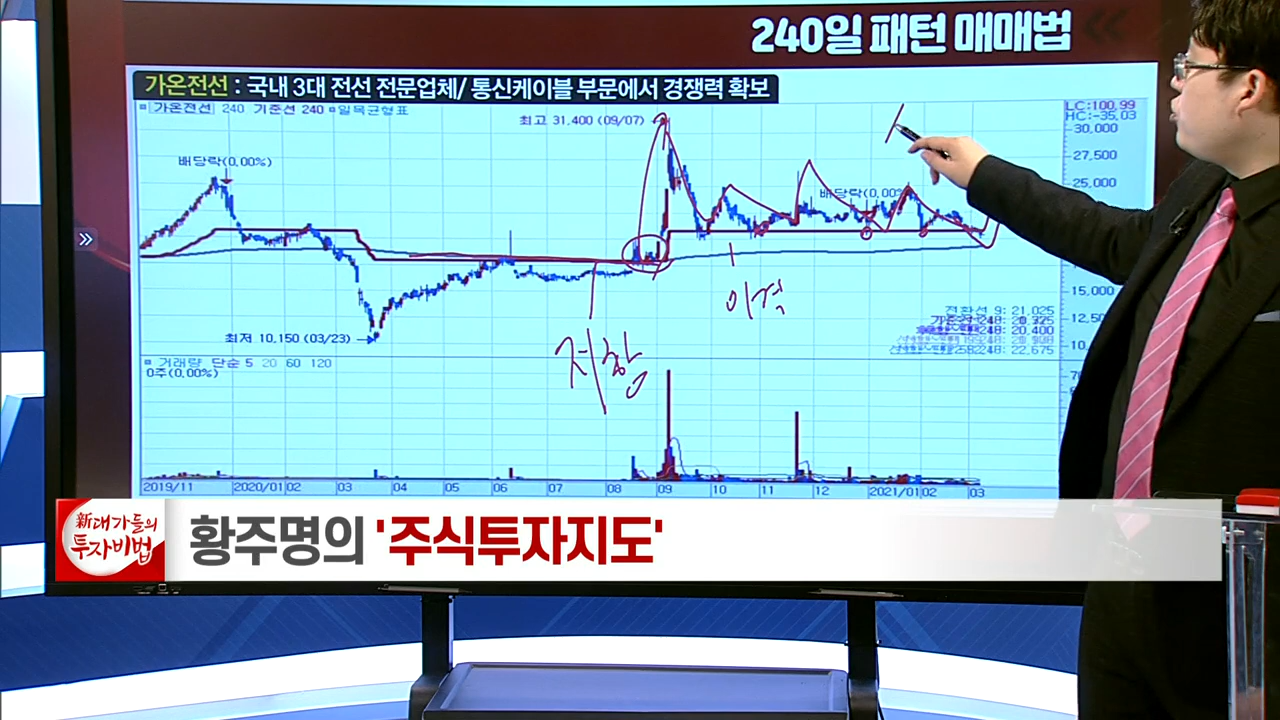 240일 패턴 매매법
가온전선 : 국내 3대 전선 전문업체/ 통신케이블 부문에서 경쟁력 확보
가온전선 240 기준선 240 일목균형표
LC:100,99
HC:-35,03
최고 31,400 (09/07)
30,000
배당락(0,00%)
27,500
배당락(0,00%
25,000
이격
15,000
전환선 9: 21,025
12,50
최저 10,150 (03/23)
저항
거래량 단순 5 20 60 120
0주(0,00%)
2019/11 2020/01 02 03 04 05 06 07 08 09 10 11 12 2021/01 02 03
新대가들의
투자비법
황주명의 '주식투자지도'